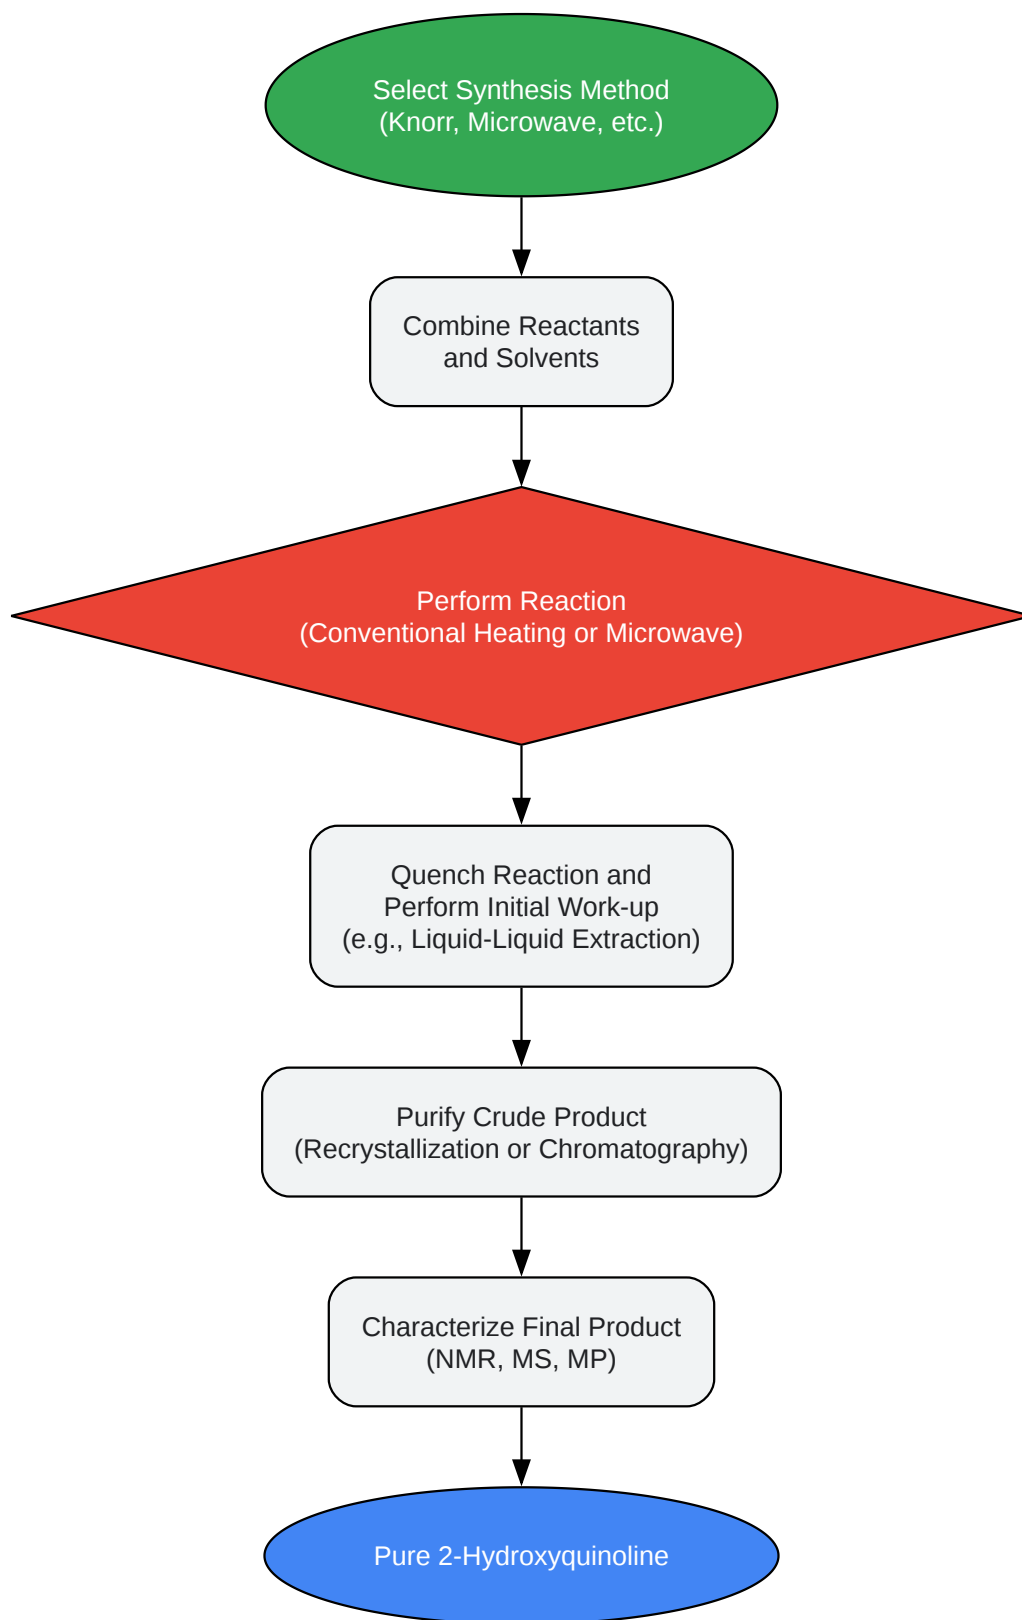 Select Synthesis Method
(Knorr, Microwave, etc.)
Combine Reactants
and Solvents
Perform Reaction
(Conventional Heating or Microwave)
Quench Reaction and
Perform Initial Work-up
(e.g., Liquid-Liquid Extraction)
Purify Crude Product
(Recrystallization or Chromatography)
Characterize Final Product
(NMR, MS, MP)
Pure 2-Hydroxyquinoline